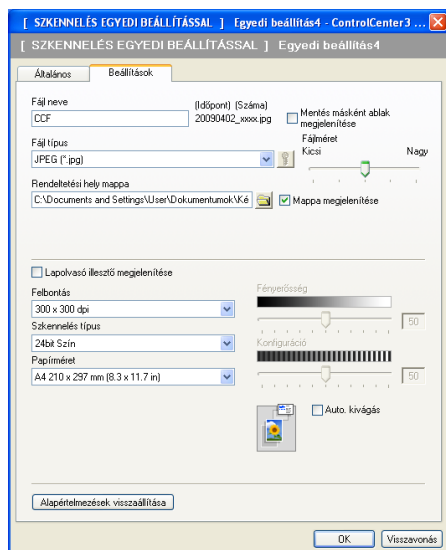 [ SZKENNELÉS EGYEDI BEÁLLÍTÁSSAL ] Egyedi beállítás4 - ControlCenter3 ...
[ SZKENNELÉS EGYEDI BEÁLLÍTÁSSAL ] Egyedi beállítás4
Általános Beállítások
Fájl neve
(Időpont) (Száma)
CCF 20090402_xxxx.jpg
Mentés másként ablak
megjelenítése
Fájl típus
JPEG (*.jpg)
Fájlméret
Kicsi Nagy
Rendeltetési hely mappa
C:\Documents and Settings\User\Dokumentumok\Ké
Mappa megjelenítése
Lapolvasó illesztő megjelenítése
Felbontás
300 x 300 dpi
Szkennelés típus
24bit Szín
Papírméret
A4 210 x 297 mm (8.3 x 11.7 in)
Fényerősség
50
Konfiguráció
50
Auto. kivágás
Alapértelmezések visszaállítása
OK Visszavonás